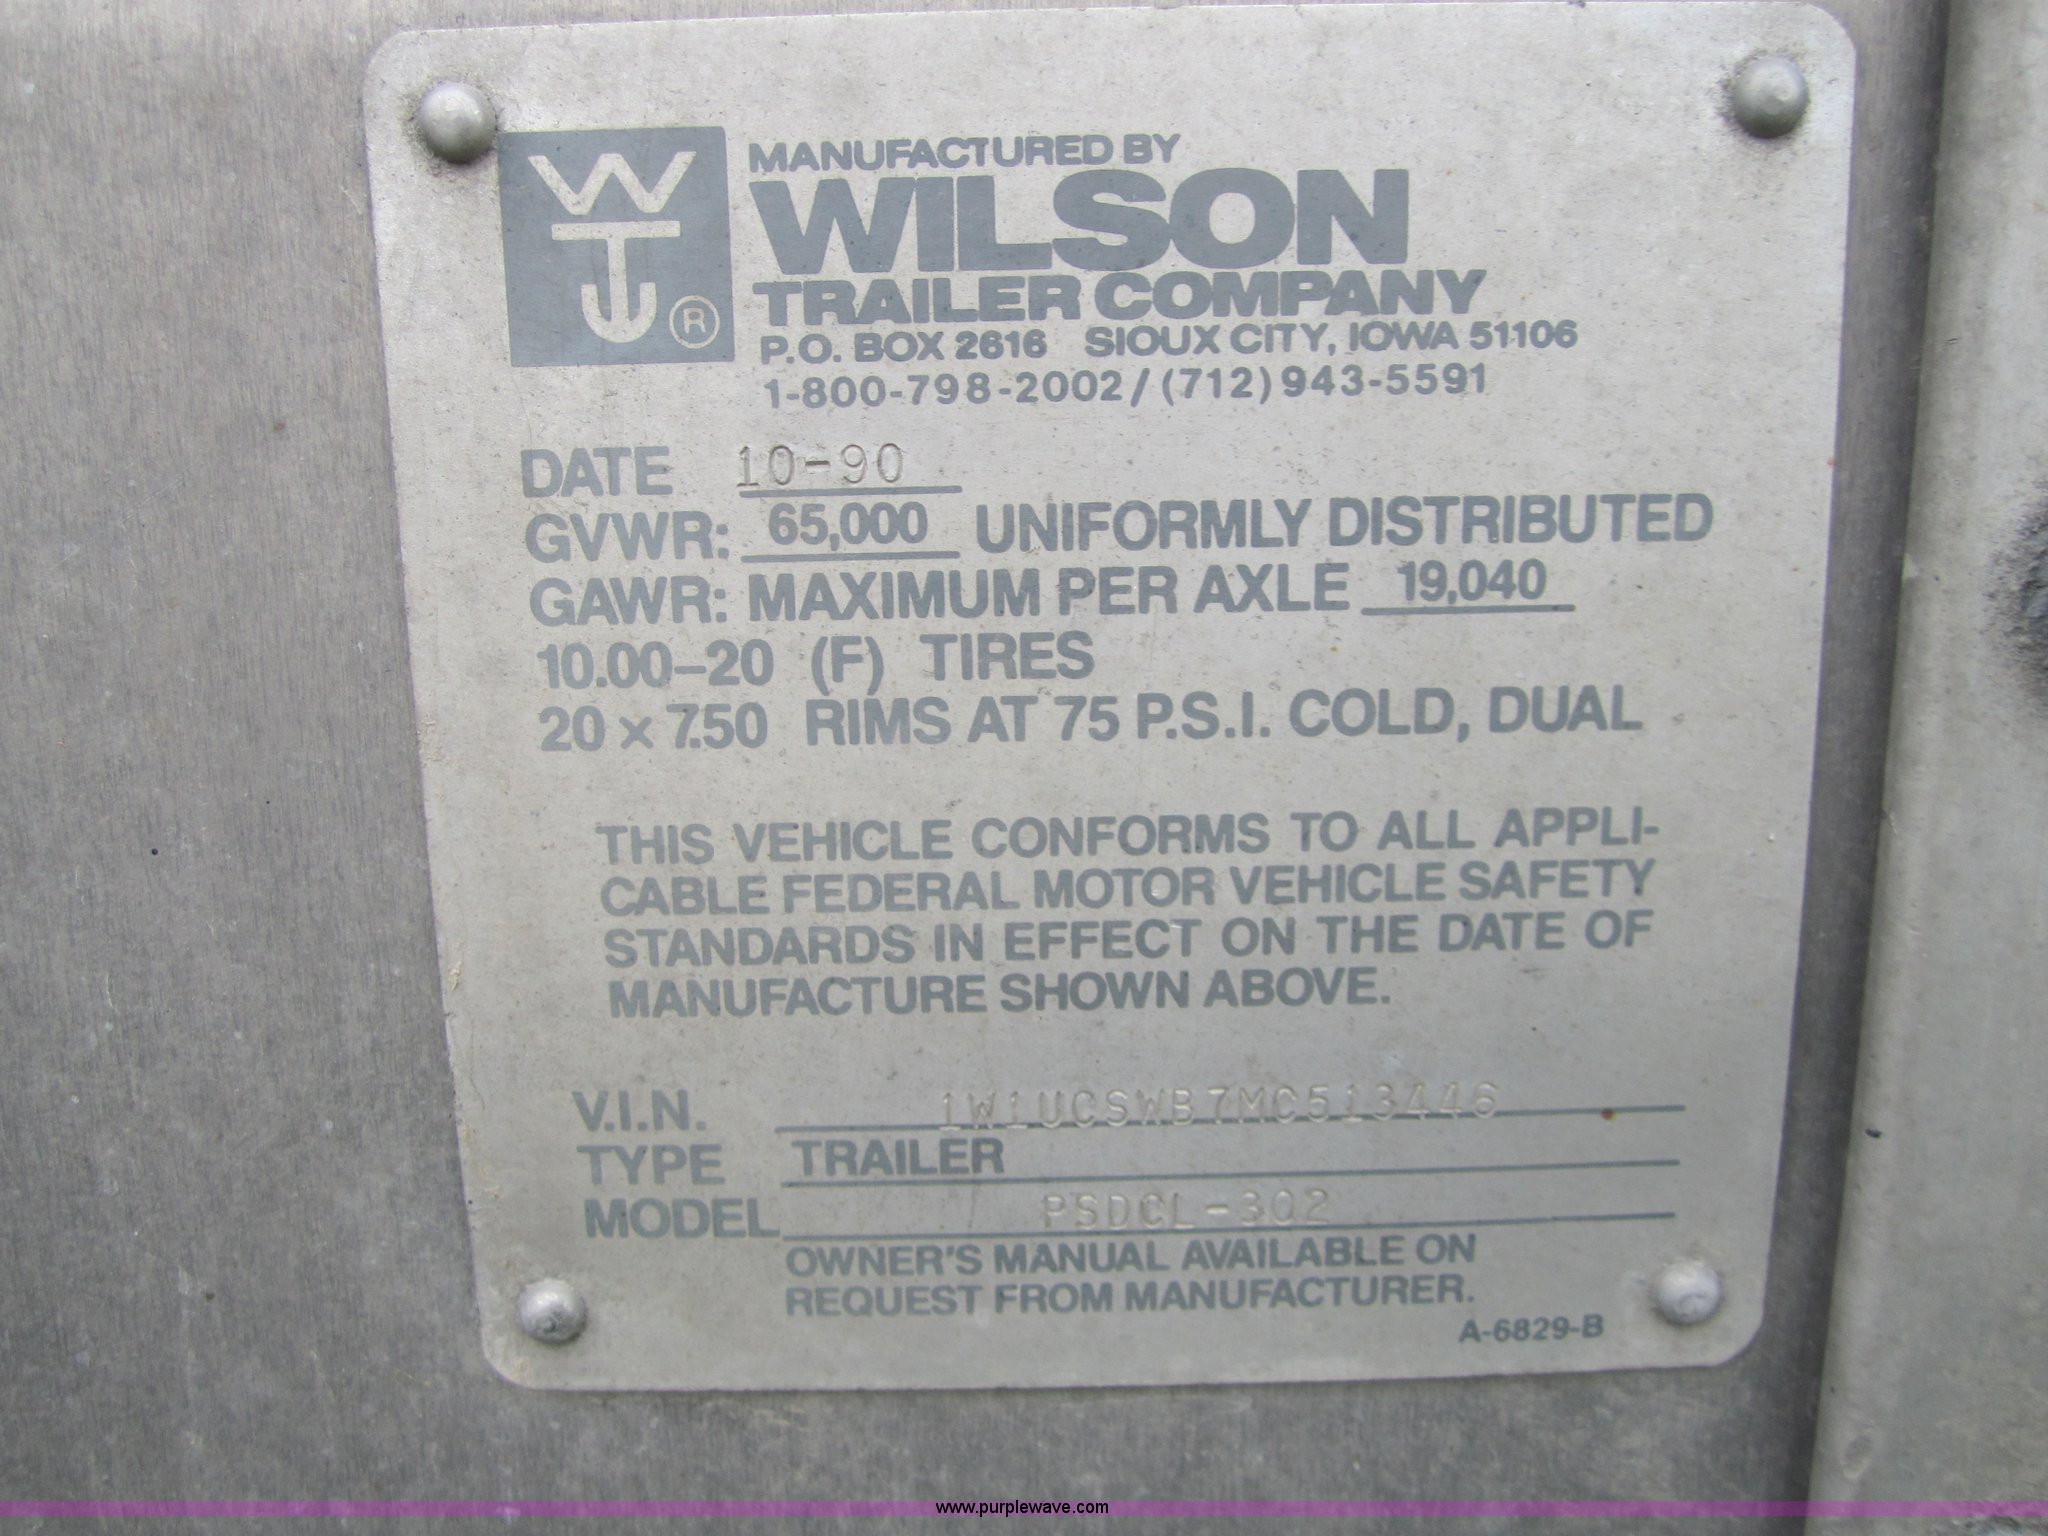 WT
®
MANUFACTURED BY
WILSON
TRAILER COMPANY
P.O. BOX 2616 SIOUX CITY, IOWA 51106
1-800-798-2002 / (712) 943-5591
DATE 10-90
GVWR: 65,000 UNIFORMLY DISTRIBUTED
GAWR: MAXIMUM PER AXLE 19,040
10.00-20 (F) TIRES
20 x 7.50 RIMS AT 75 P.S.I. COLD, DUAL
THIS VEHICLE CONFORMS TO ALL APPLI-
CABLE FEDERAL MOTOR VEHICLE SAFETY
STANDARDS IN EFFECT ON THE DATE OF
MANUFACTURE SHOWN ABOVE.
V.I.N. 1W1UCSWB7MC513446
TYPE TRAILER
MODEL PSDCL-302
OWNER'S MANUAL AVAILABLE ON
REQUEST FROM MANUFACTURER.
A-6829-B
www.purplewave.com